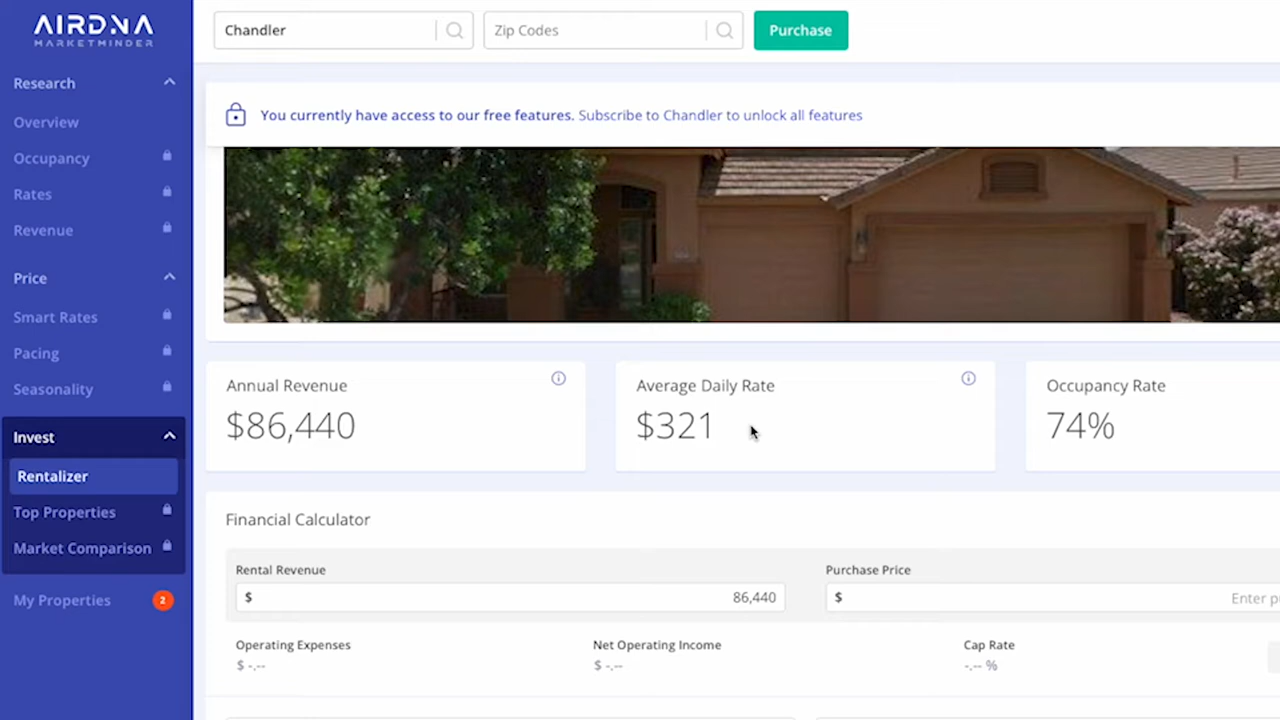 AIRDNA
MARKETMINDER
Chandler
Zip Codes
Purchase
Research
Overview
Occupancy
Rates
Revenue
Price
Smart Rates
Pacing
Seasonality
Invest
Rentalizer
Top Properties
Market Comparison
My Properties 2
You currently have access to our free features. Subscribe to Chandler to unlock all features
Annual Revenue
$86,440
Average Daily Rate
$321
Occupancy Rate
74%
Financial Calculator
Rental Revenue
$ 86,440
Purchase Price
$ Enter
Operating Expenses
$ -.--
Net Operating Income
$ -.--
Cap Rate
-.-- %